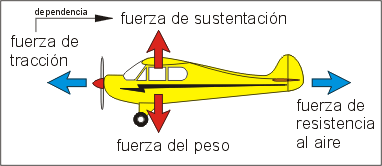 dependencia
fuerza de sustentación
fuerza de
tracción
fuerza de
resistencia
al aire
fuerza del peso